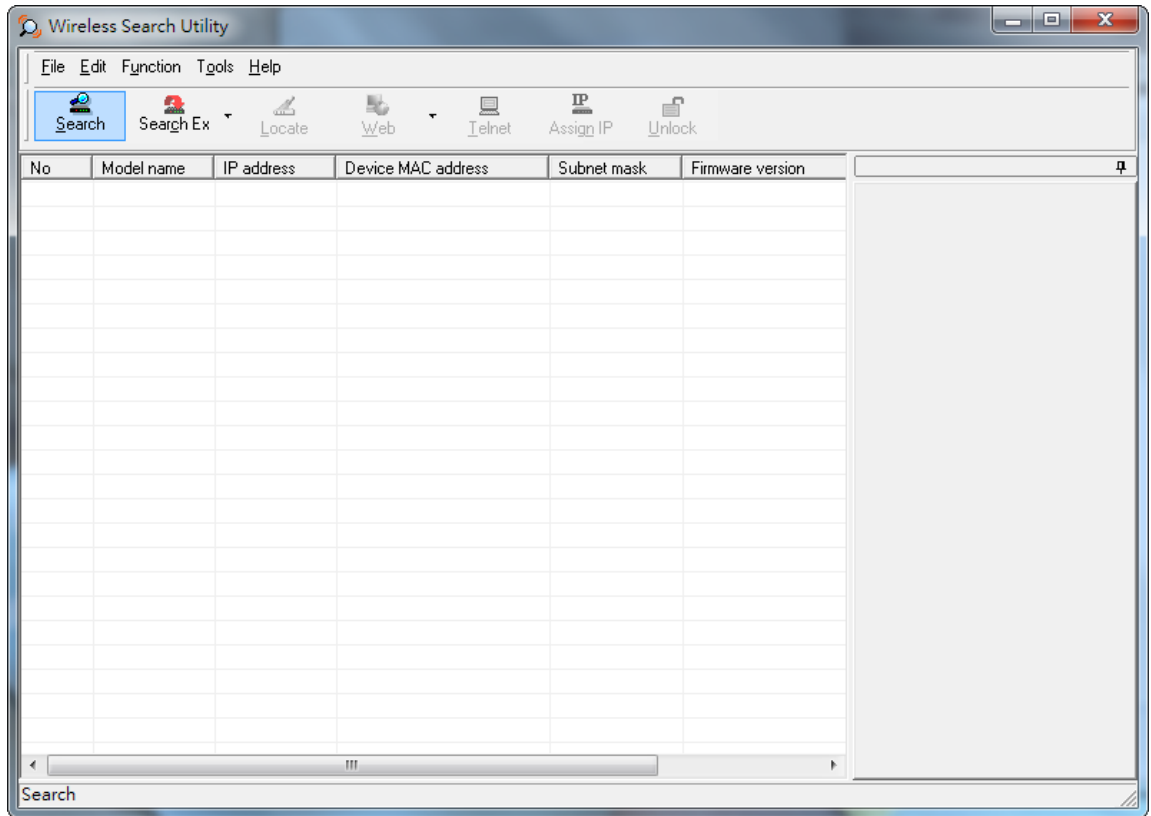 Wireless Search Utility
File Edit Function Tools Help
Search Search Ex Locate Web Telnet IP Assign IP Unlock
No Model name IP address Device MAC address Subnet mask Firmware version
Search